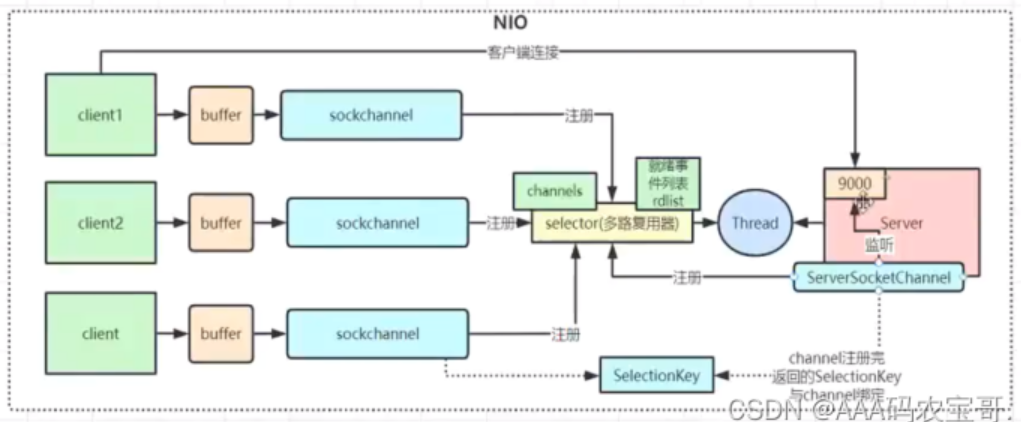 NIO
客户端连接
client1
buffer
sockchannel
注册
channels
就绪事
件列表
rdlist
9000
client2
buffer
sockchannel
注册
selector(多路复用器)
Thread
Server
监听
注册
ServerSocketChannel
client
buffer
sockchannel
注册
SelectionKey
channel注册完
返回的SelectionKey
与channel绑定
CSDN @AAA码农宝哥.